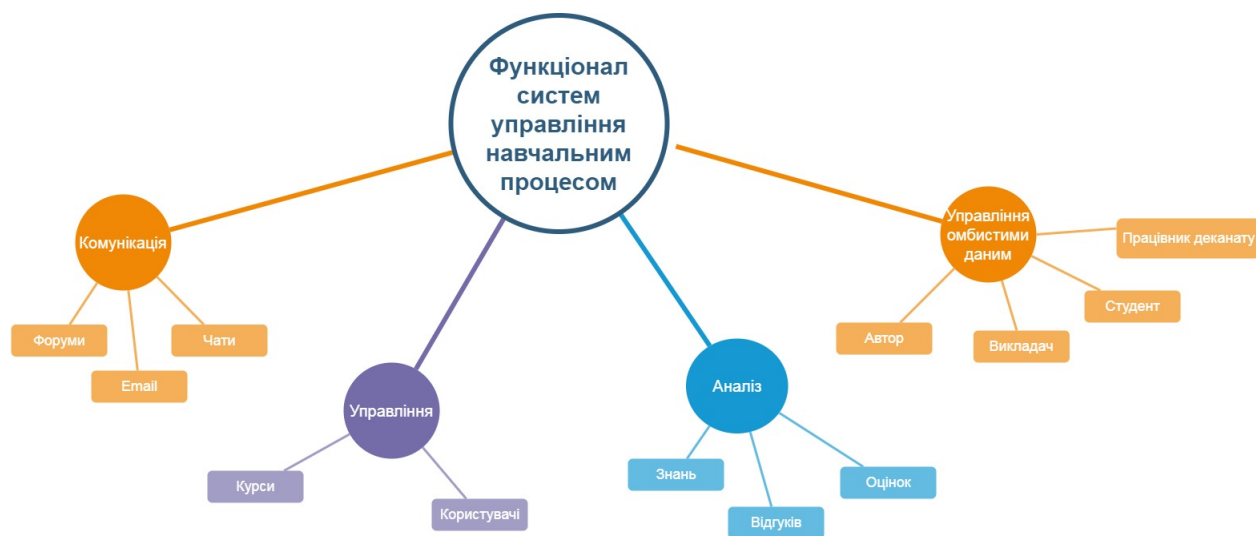 Функціонал
систем
управління
навчальним
процесом
Комунікація
Форуми
Email
Чати
Управління
Курси
Користувачі
Аналіз
Знань
Відгуків
Оцінок
Управління
омбистими
даним
Автор
Викладач
Студент
Працівник деканату